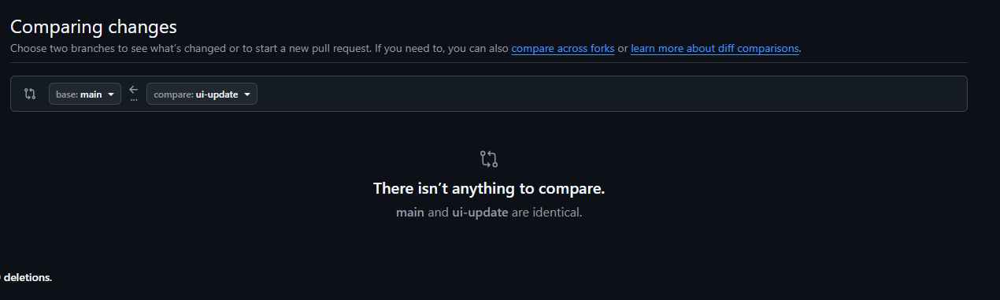 Comparing changes
Choose two branches to see what's changed or to start a new pull request. If you need to, you can also compare across forks or learn more about diff comparisons.
base: main ← compare: ui-update
...
There isn't anything to compare.
main and ui-update are identical.
deletions.